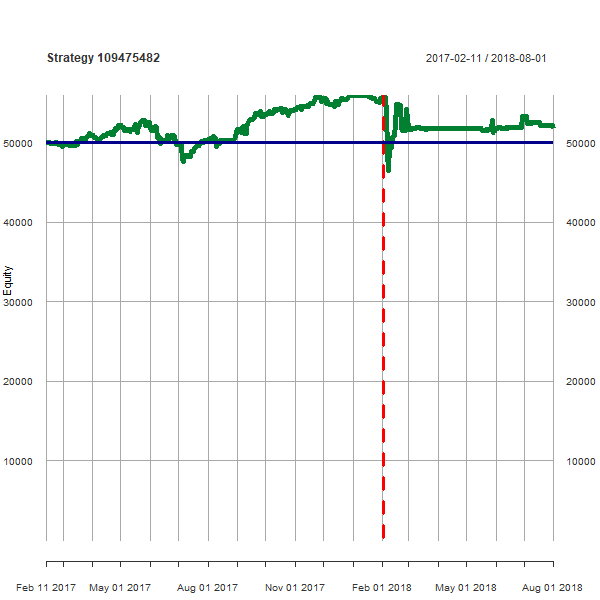 Strategy 109475482
2017-02-11 / 2018-08-01
50000
50000
40000
40000
Equity
30000
30000
20000
20000
10000
10000
Feb 11 2017
May 01 2017
Aug 01 2017
Nov 01 2017
Feb 01 2018
May 01 2018
Aug 01 2018